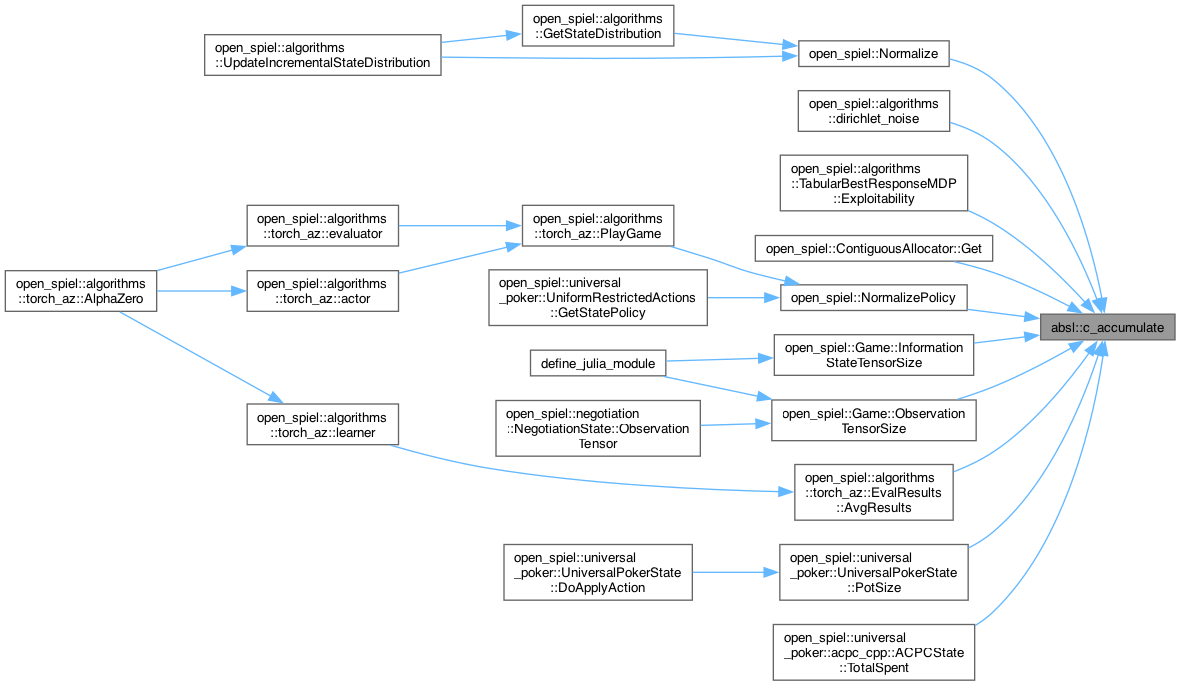 open_spiel::algorithms
::GetStateDistribution
open_spiel::algorithms
::UpdateIncrementalStateDistribution
open_spiel::Normalize
open_spiel::algorithms
::dirichlet_noise
open_spiel::algorithms
::TabularBestResponseMDP
::Exploitability
open_spiel::algorithms
::torch_az::evaluator
open_spiel::algorithms
::torch_az::PlayGame
open_spiel::ContiguousAllocator::Get
open_spiel::algorithms
::torch_az::AlphaZero
open_spiel::algorithms
::torch_az::actor
open_spiel::universal
_poker::UniformRestrictedActions
::GetStatePolicy
open_spiel::NormalizePolicy
absl::c_accumulate
define_julia_module
open_spiel::Game::Information
StateTensorSize
open_spiel::algorithms
::torch_az::learner
open_spiel::negotiation
::NegotiationState::Observation
Tensor
open_spiel::Game::Observation
TensorSize
open_spiel::algorithms
::torch_az::EvalResults
::AvgResults
open_spiel::universal
_poker::UniversalPokerState
::DoApplyAction
open_spiel::universal
_poker::UniversalPokerState
::PotSize
open_spiel::universal
_poker::acpc_cpp::ACPCState
::TotalSpent